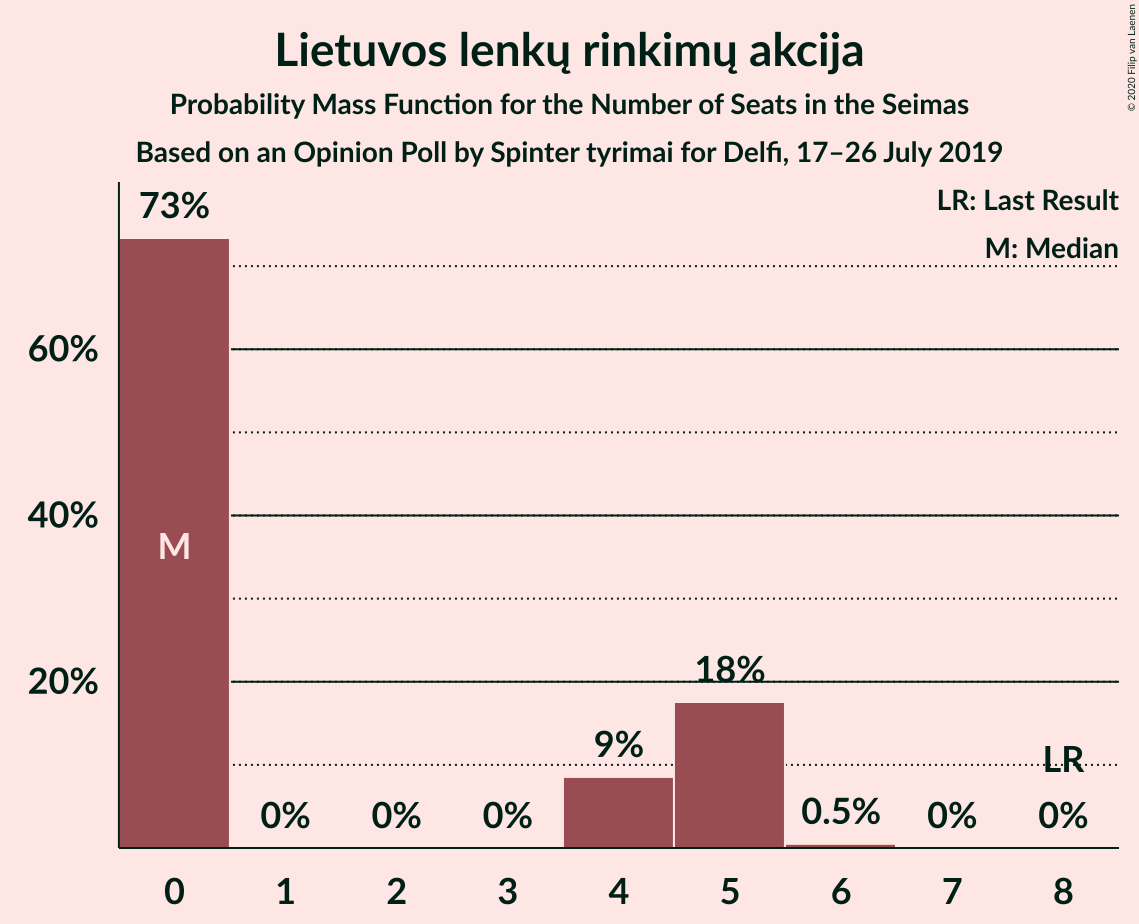 Lietuvos lenkų rinkimų akcija
Probability Mass Function for the Number of Seats in the Seimas
Based on an Opinion Poll by Spinter tyrimai for Delfi, 17–26 July 2019
© 2020 Filip van Laenen
LR: Last Result
M: Median
73%
60%
40%
20%
M
0%
0%
0%
9%
18%
0.5%
0%
LR
0%
0 1 2 3 4 5 6 7 8